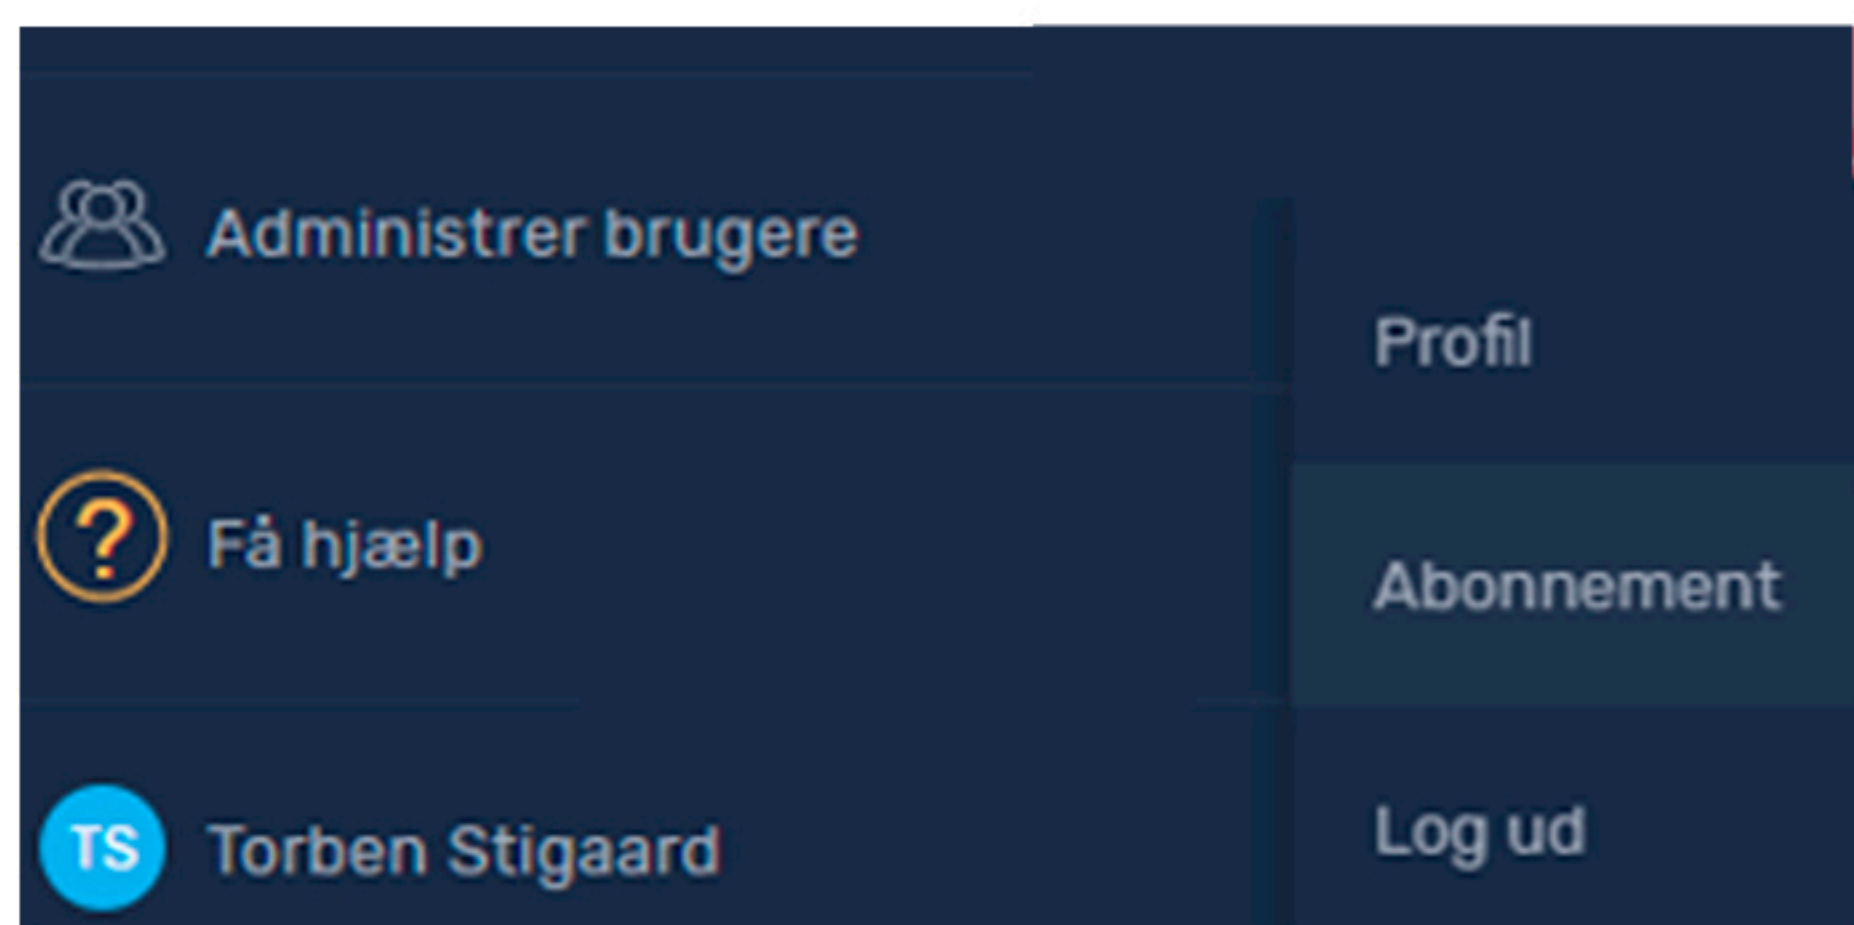 Administrer brugere
?
Få hjælp
TS
Torben Stigaard
Profil
Abonnement
Log ud